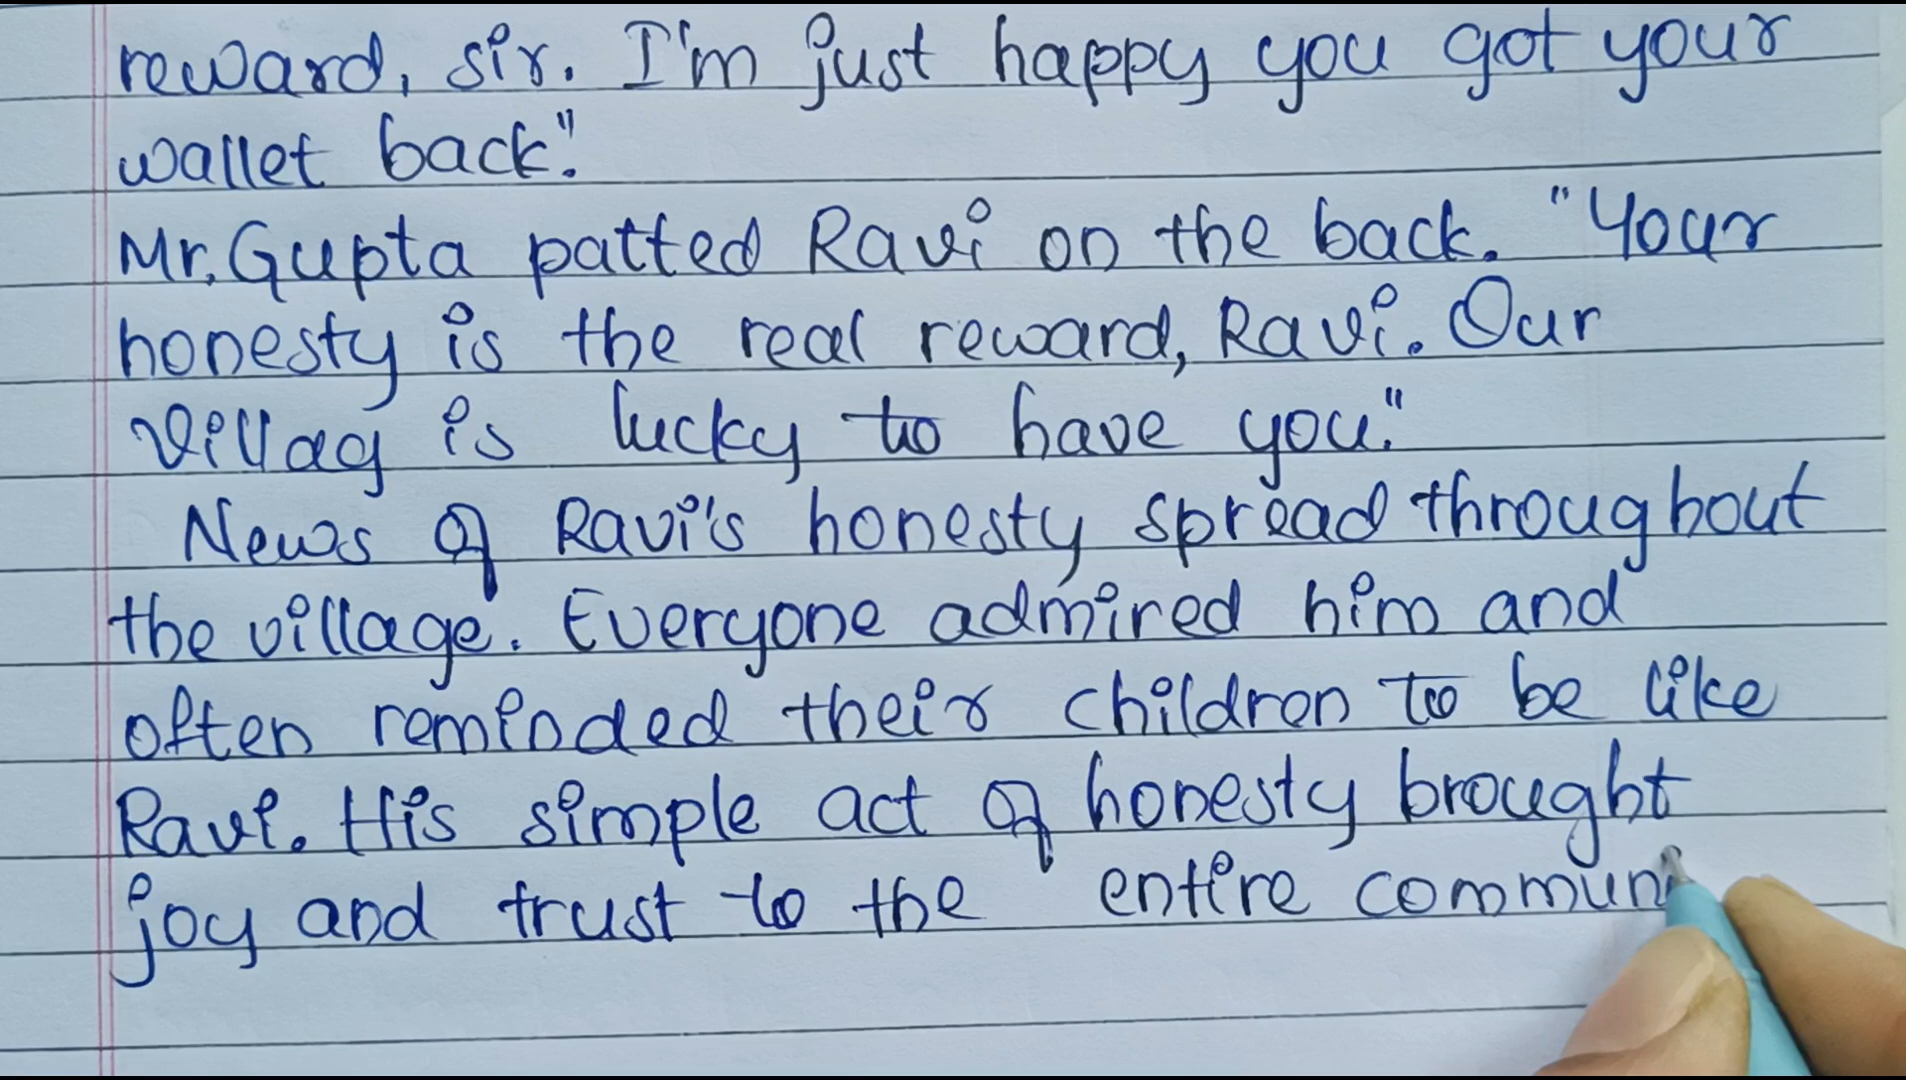 reward, sir. I'm just happy you got your
wallet back."
Mr. Gupta patted Ravi on the back. "Your
honesty is the real reward, Ravi. Our
villag is lucky to have you."
News of Ravi's honesty spread throughout
the village. Everyone admired him and
often reminded their children to be like
Ravi. His simple act of honesty brought
joy and trust to the entire communi